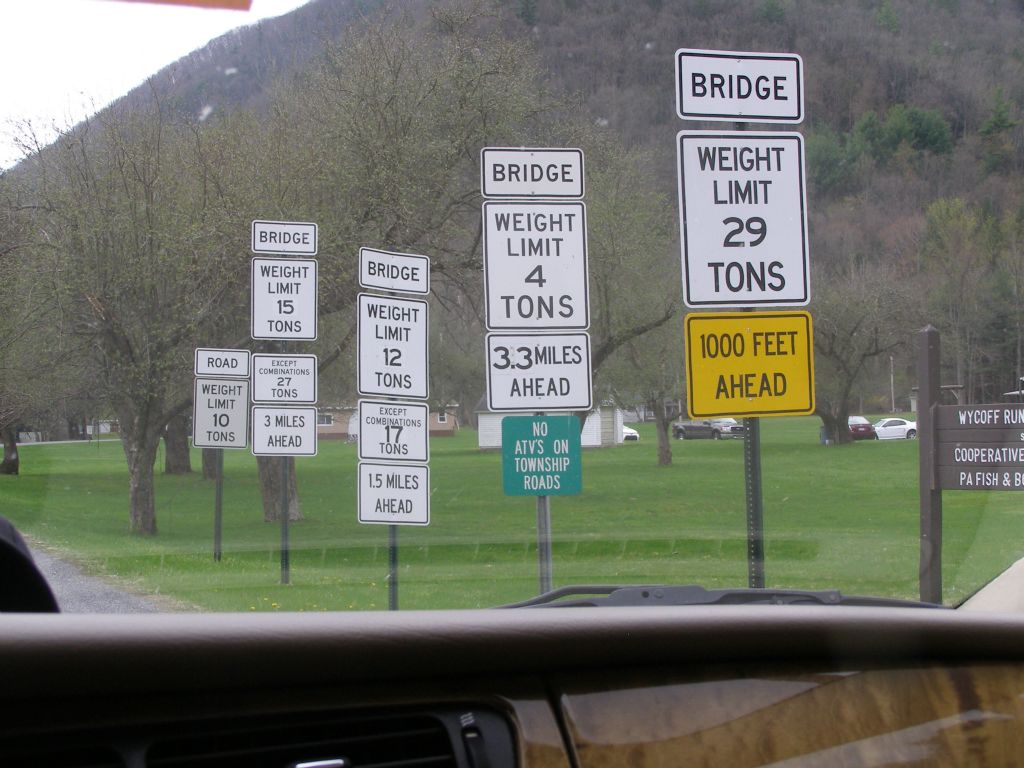 ROAD
WEIGHT
LIMIT
10
TONS
BRIDGE
WEIGHT
LIMIT
15
TONS
EXCEPT
COMBINATIONS
27
TONS
3 MILES
AHEAD
BRIDGE
WEIGHT
LIMIT
12
TONS
EXCEPT
COMBINATIONS
17
TONS
1.5 MILES
AHEAD
BRIDGE
WEIGHT
LIMIT
4
TONS
3.3 MILES
AHEAD
NO
ATV'S ON
TOWNSHIP
ROADS
BRIDGE
WEIGHT
LIMIT
29
TONS
1000 FEET
AHEAD
WYCOFF RUN
COOPERATIVE
PA FISH & BO